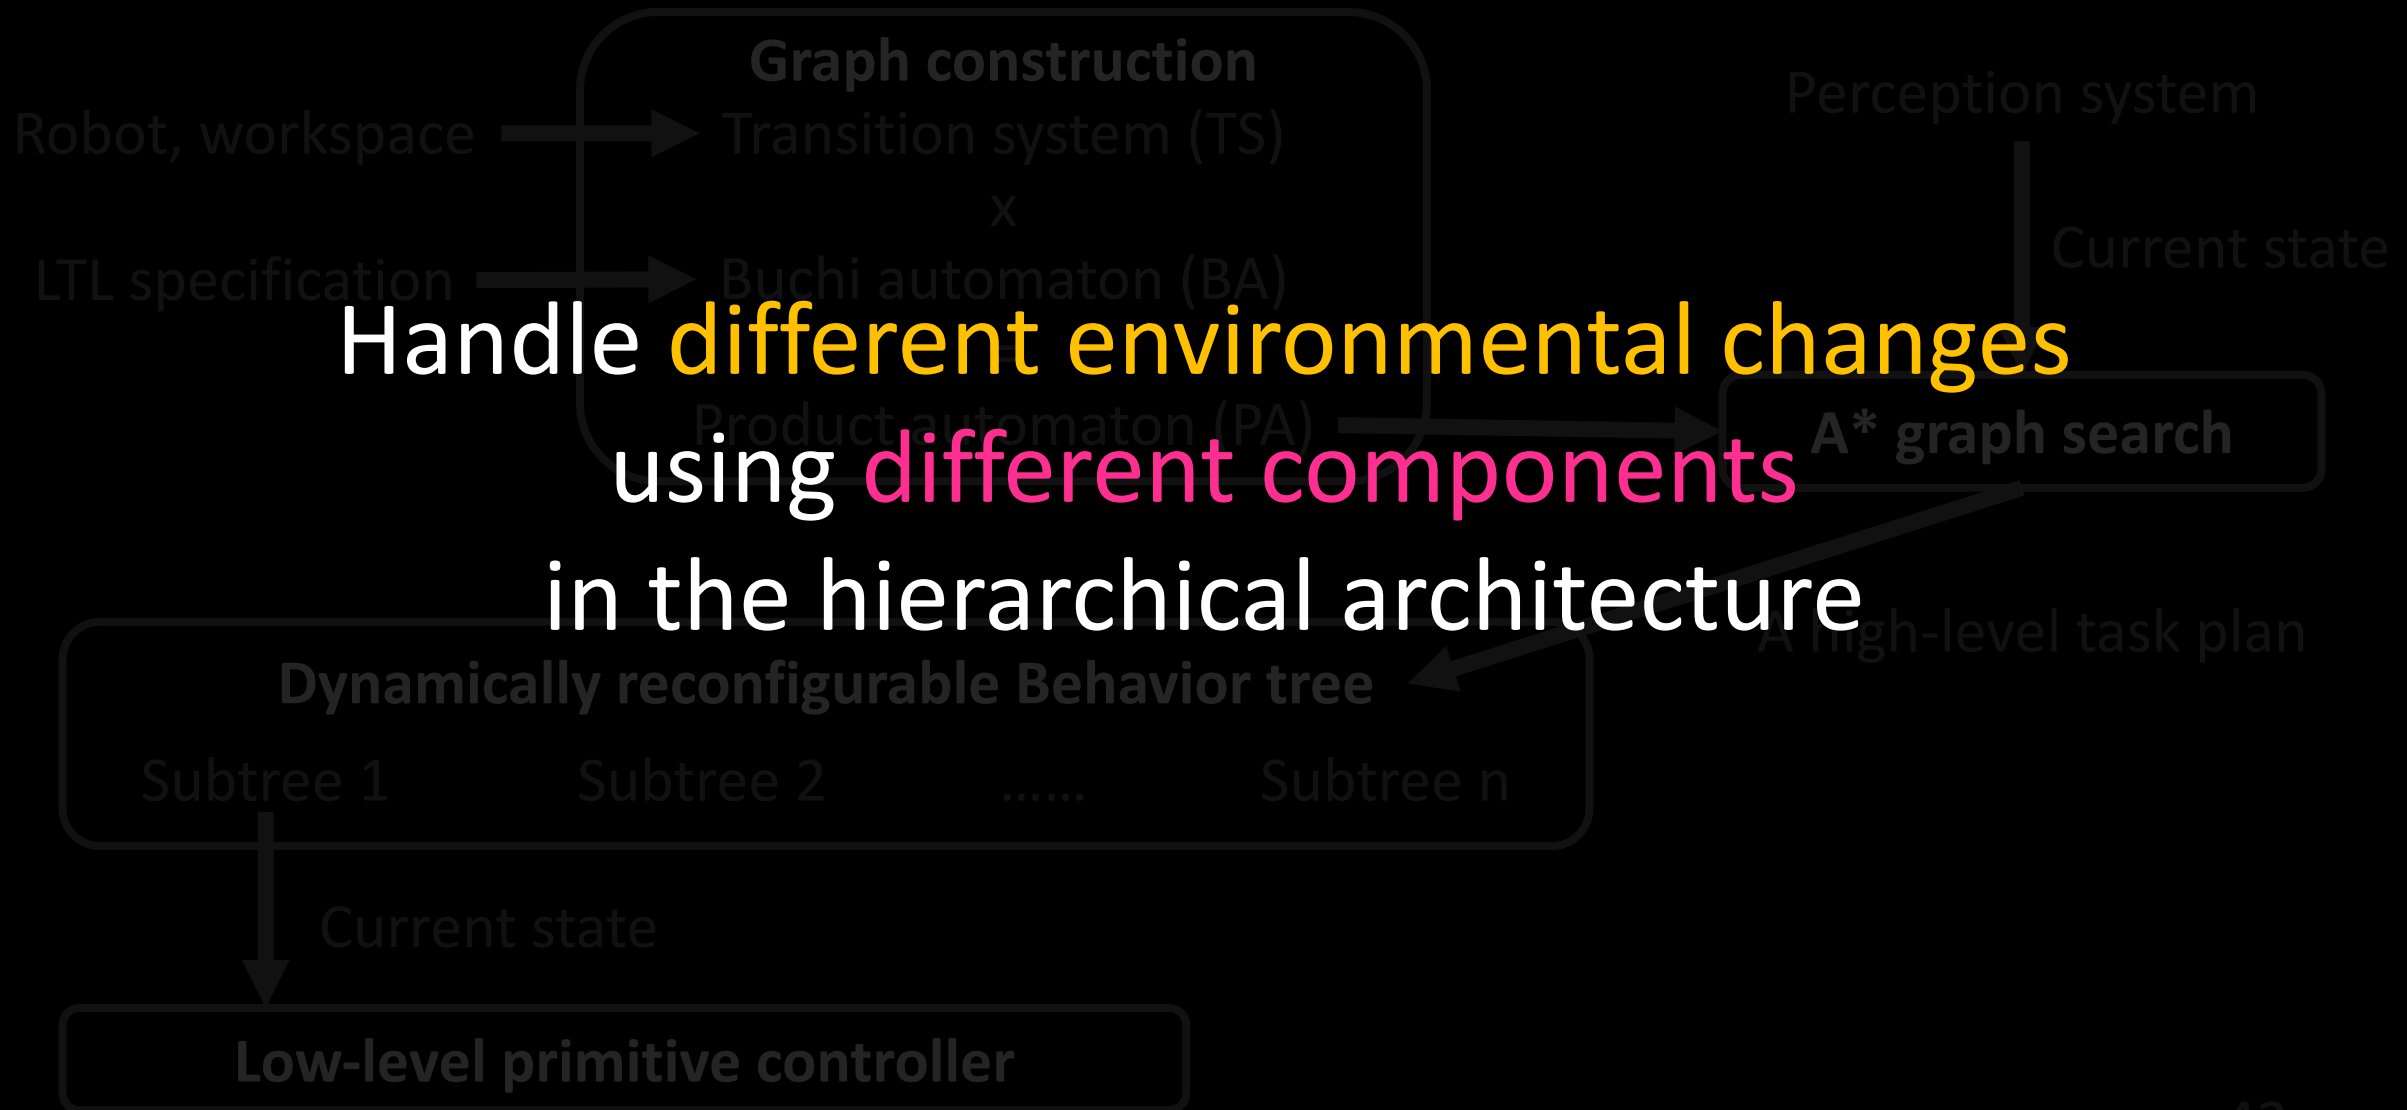 Graph construction
Robot, workspace
Transition system (TS)
x
Perception system
LTL specification
Buchi automaton (BA)
Current state
=
Product automaton (PA)
A* graph search
Handle different environmental changes
using different components
in the hierarchical architecture
A high-level task plan
Dynamically reconfigurable Behavior tree
Subtree 1
Subtree 2
......
Subtree n
Current state
Low-level primitive controller